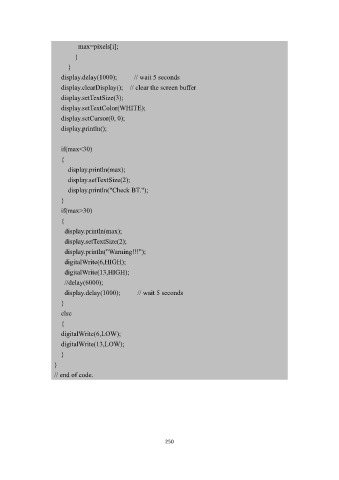 max=pixels[i];
}
}
display.delay(1000); // wait 5 seconds
display.clearDisplay(); // clear the screen buffer
display.setTextSize(3);
display.setTextColor(WHITE);
display.setCursor(0, 0);
display.println();
if(max<30)
{
display.println(max);
display.setTextSize(2);
display.println("Check BT.");
}
if(max>30)
{
display.println(max);
display.setTextSize(2);
display.println("Warning!!!");
digitalWrite(6,HIGH);
digitalWrite(13,HIGH);
//delay(6000);
display.delay(1000); // wait 5 seconds
}
else
{
digitalWrite(6,LOW);
digitalWrite(13,LOW);
}
}
// end of code.
250